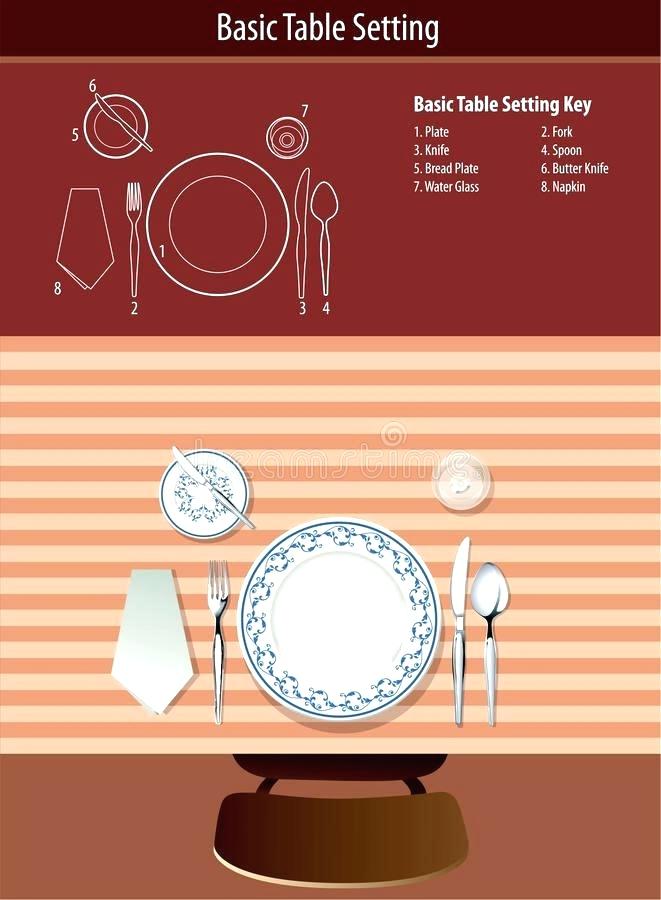 Basic Table Setting
6
5
7
Basic Table Setting Key
1. Plate 2. Fork
3. Knife 4. Spoon
5. Bread Plate 6. Butter Knife
7. Water Glass 8. Napkin
1
8
2
3 4
dreamstime